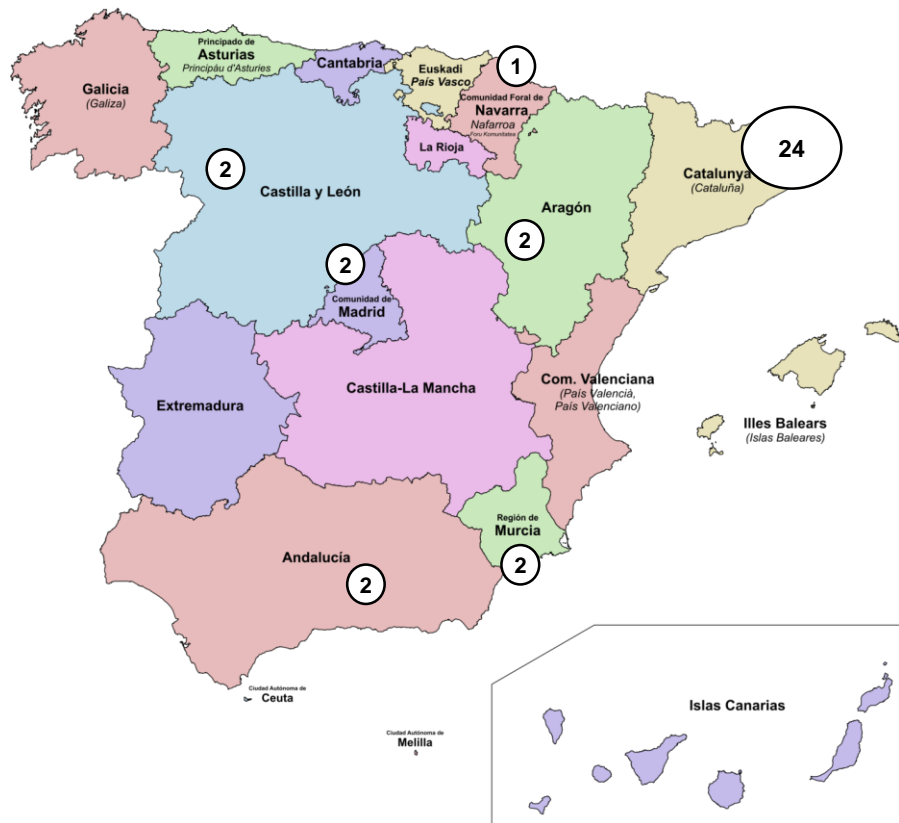 Principado de
Asturias
Principáu d'Asturies
Cantabria
Euskadi
País Vasco
1
Galicia
(Galiza)
Comunidad Foral de
Navarra
Nafarroa
Foru Komunitatea
La Rioja
24
2
Castilla y León
Catalunya
(Cataluña)
Aragón
2
2
Comunidad de
Madrid
Castilla-La Mancha
Com. Valenciana
(País Valencià,
País Valenciano)
Extremadura
Illes Balears
(Islas Baleares)
Región de
Murcia
Andalucía
2
2
Ciudad Autónoma de
Ceuta
Ciudad Autónoma de
Melilla
Islas Canarias